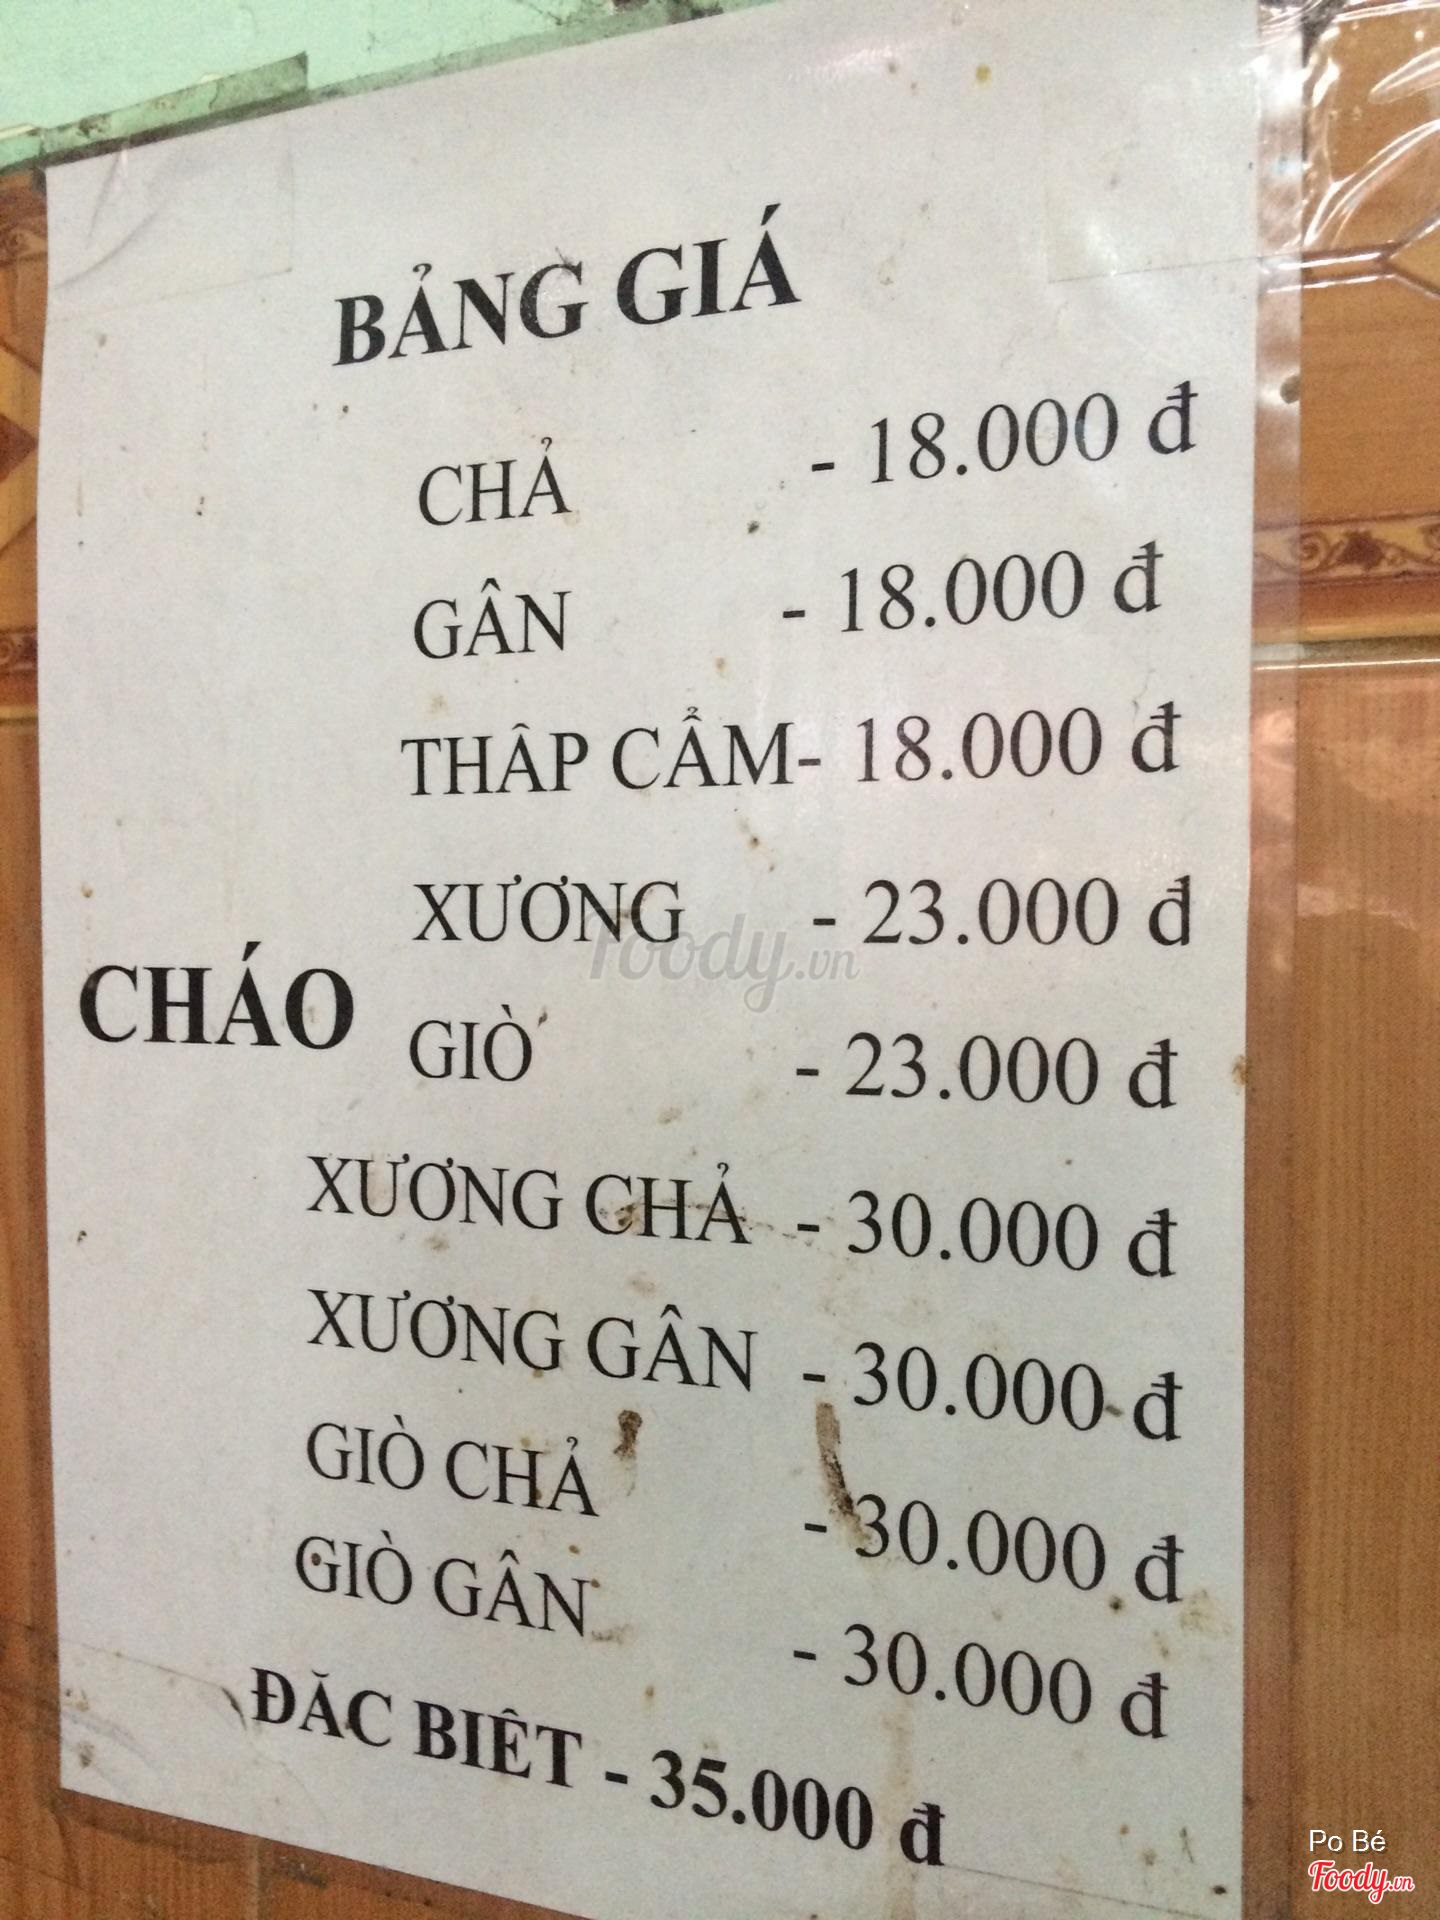 BẢNG GIÁ
CHẢ - 18.000 đ
GÂN - 18.000 đ
THÂP CẨM- 18.000 đ
XƯƠNG - 23.000 đ
CHÁO
GIÒ - 23.000 đ
XƯƠNG CHẢ - 30.000 đ
XƯƠNG GÂN - 30.000 đ
GIÒ CHẢ - 30.000 đ
GIÒ GÂN - 30.000 đ
ĐĂC BIÊT - 35.000 đ
foody.vn
Po Bé
Foody.vn